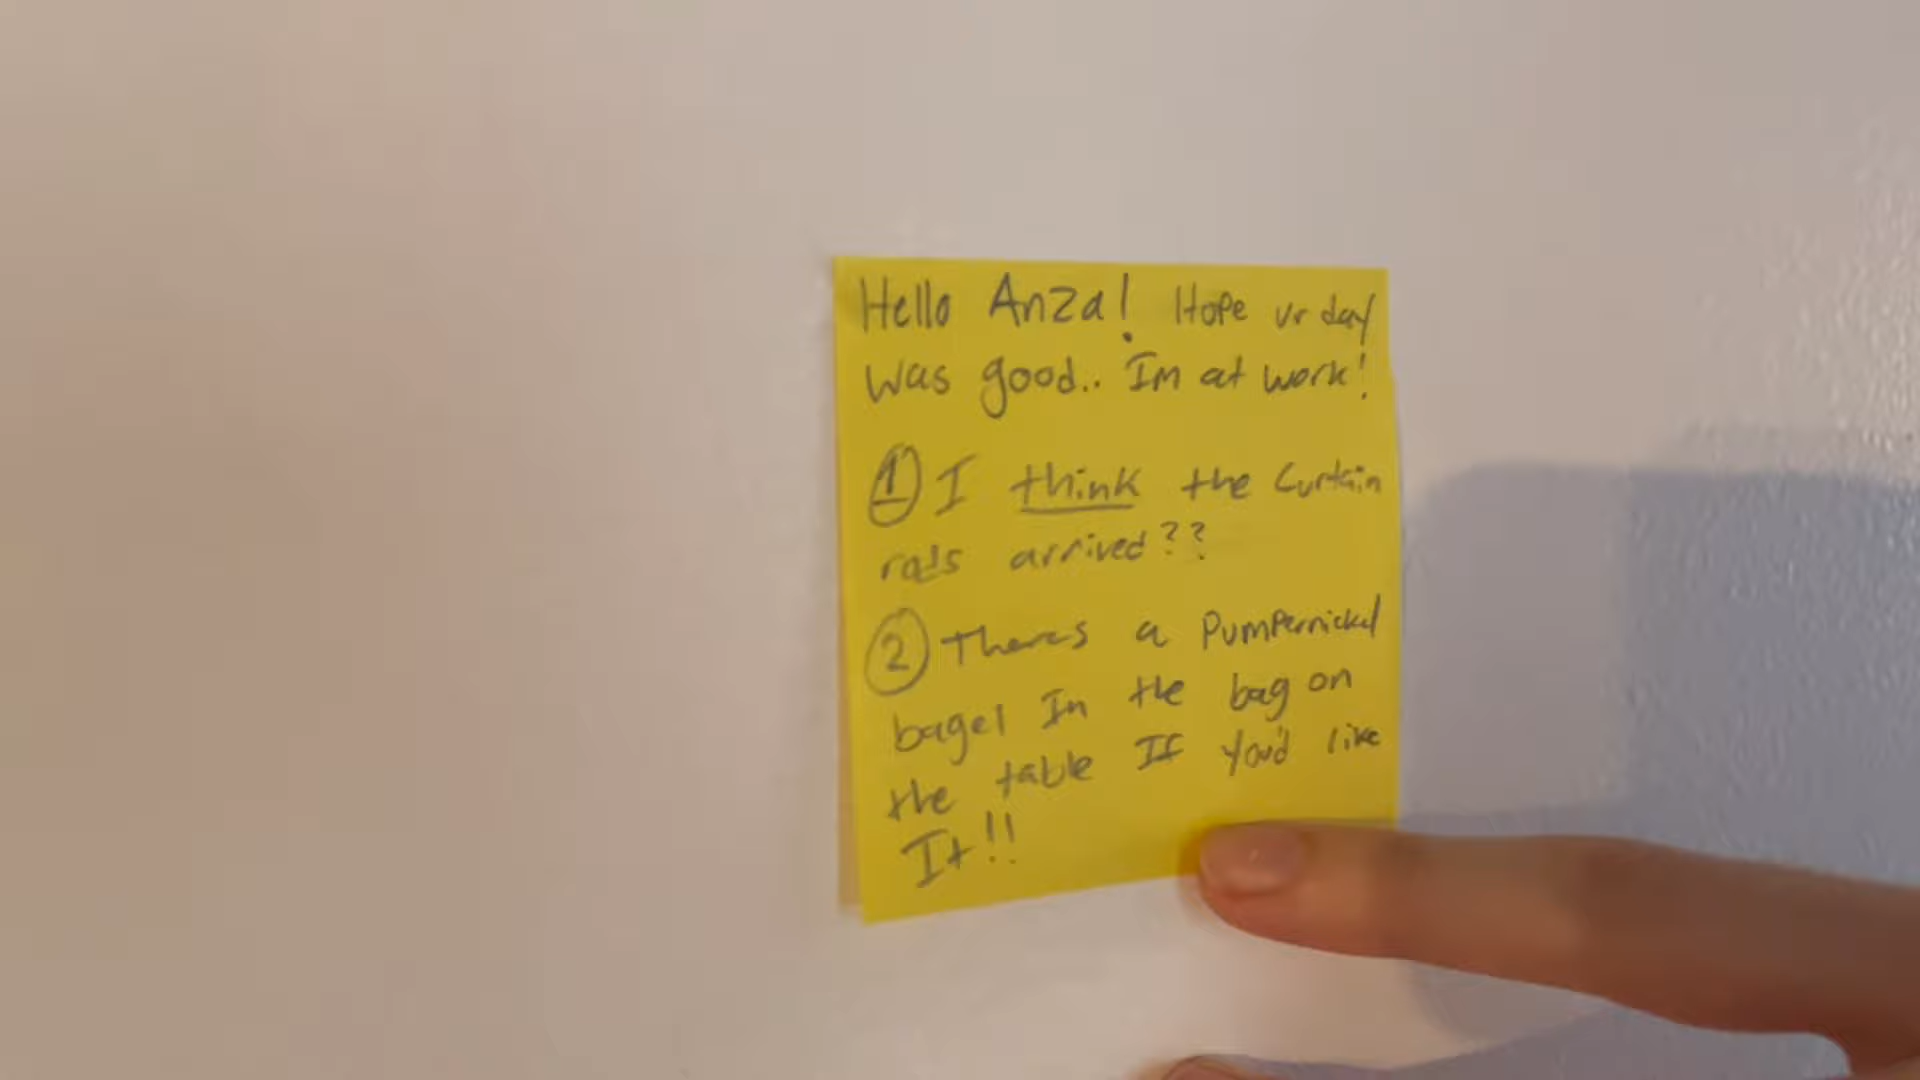 Hello Anza! Hope ur day
was good.. Im at work!
① I think the curtain
rods arrived??
② Theres a Pumpernickel
bagel In the bag on
the table If you'd like
It!!